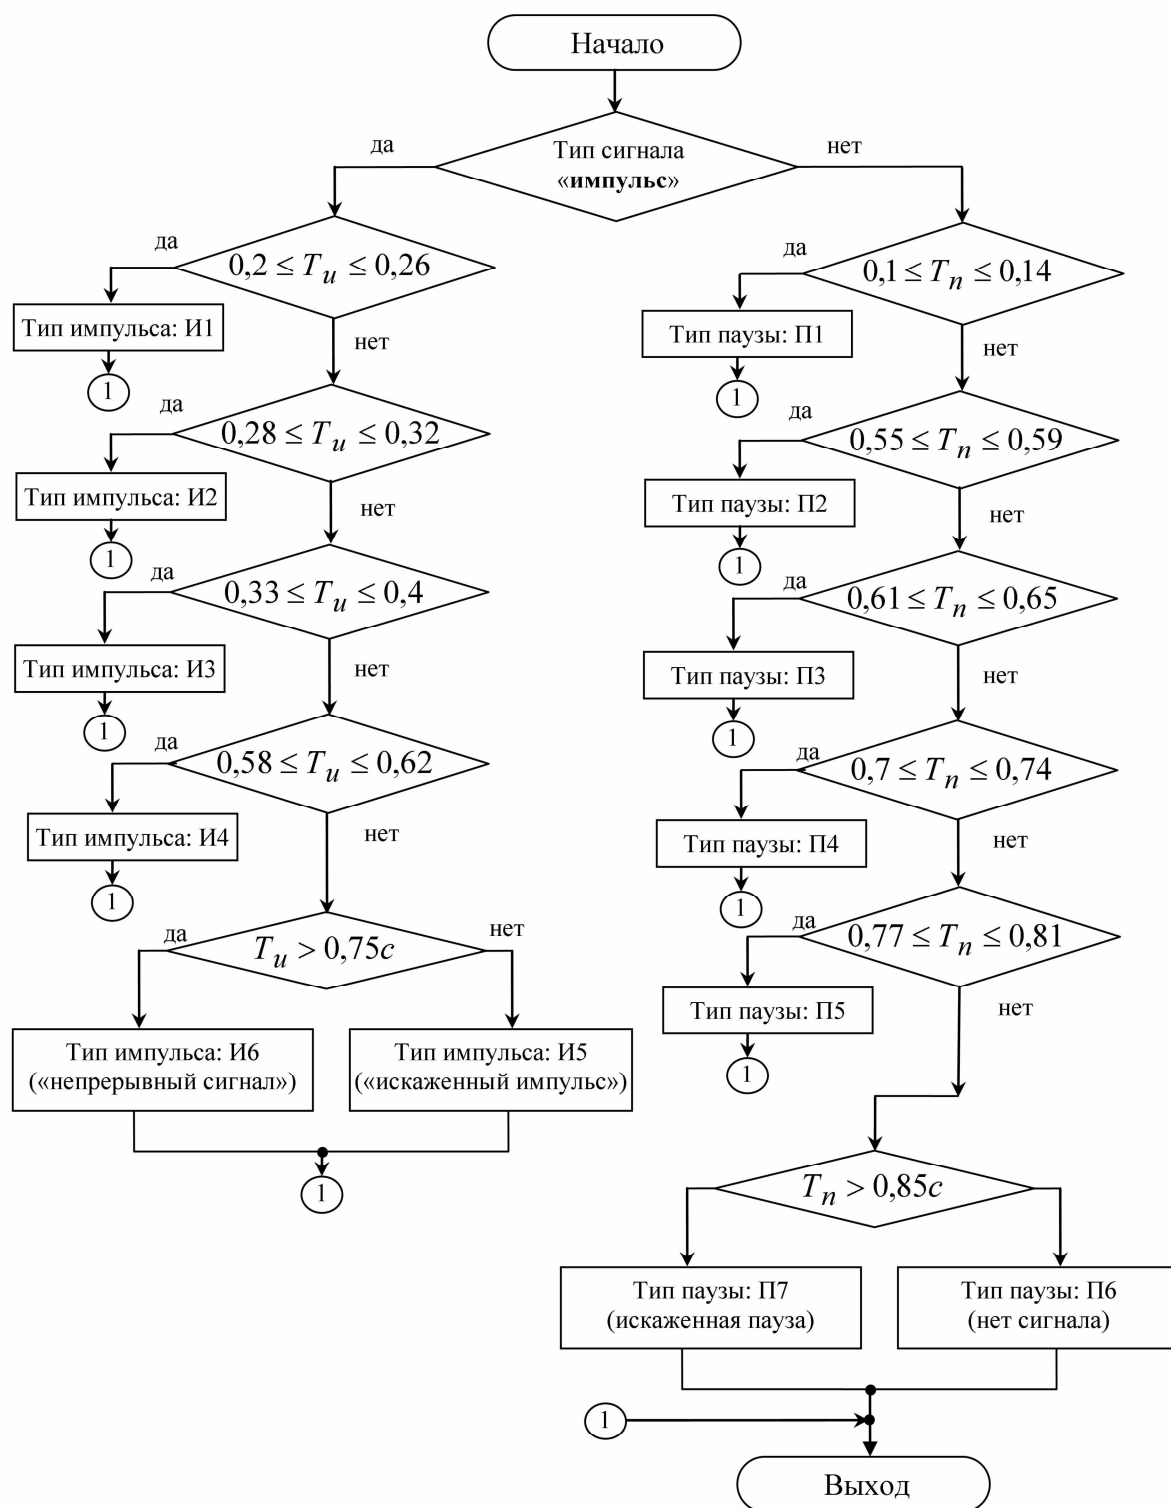 Начало
Тип сигнала
«импульс»
да
нет
да
0,2 ≤ Tи ≤ 0,26
Тип импульса: И1
нет
1
да
0,28 ≤ Tи ≤ 0,32
Тип импульса: И2
нет
1
да
0,33 ≤ Tи ≤ 0,4
Тип импульса: И3
нет
1
да
0,58 ≤ Tи ≤ 0,62
Тип импульса: И4
нет
1
да
Tи > 0,75с
нет
Тип импульса: И6
(«непрерывный сигнал»)
Тип импульса: И5
(«искаженный импульс»)
1
да
0,1 ≤ Tп ≤ 0,14
Тип паузы: П1
нет
1
да
0,55 ≤ Tп ≤ 0,59
Тип паузы: П2
нет
1
да
0,61 ≤ Tп ≤ 0,65
Тип паузы: П3
нет
1
да
0,7 ≤ Tп ≤ 0,74
Тип паузы: П4
нет
1
да
0,77 ≤ Tп ≤ 0,81
Тип паузы: П5
нет
1
Tп > 0,85с
Тип паузы: П7
(искаженная пауза)
Тип паузы: П6
(нет сигнала)
1
Выход